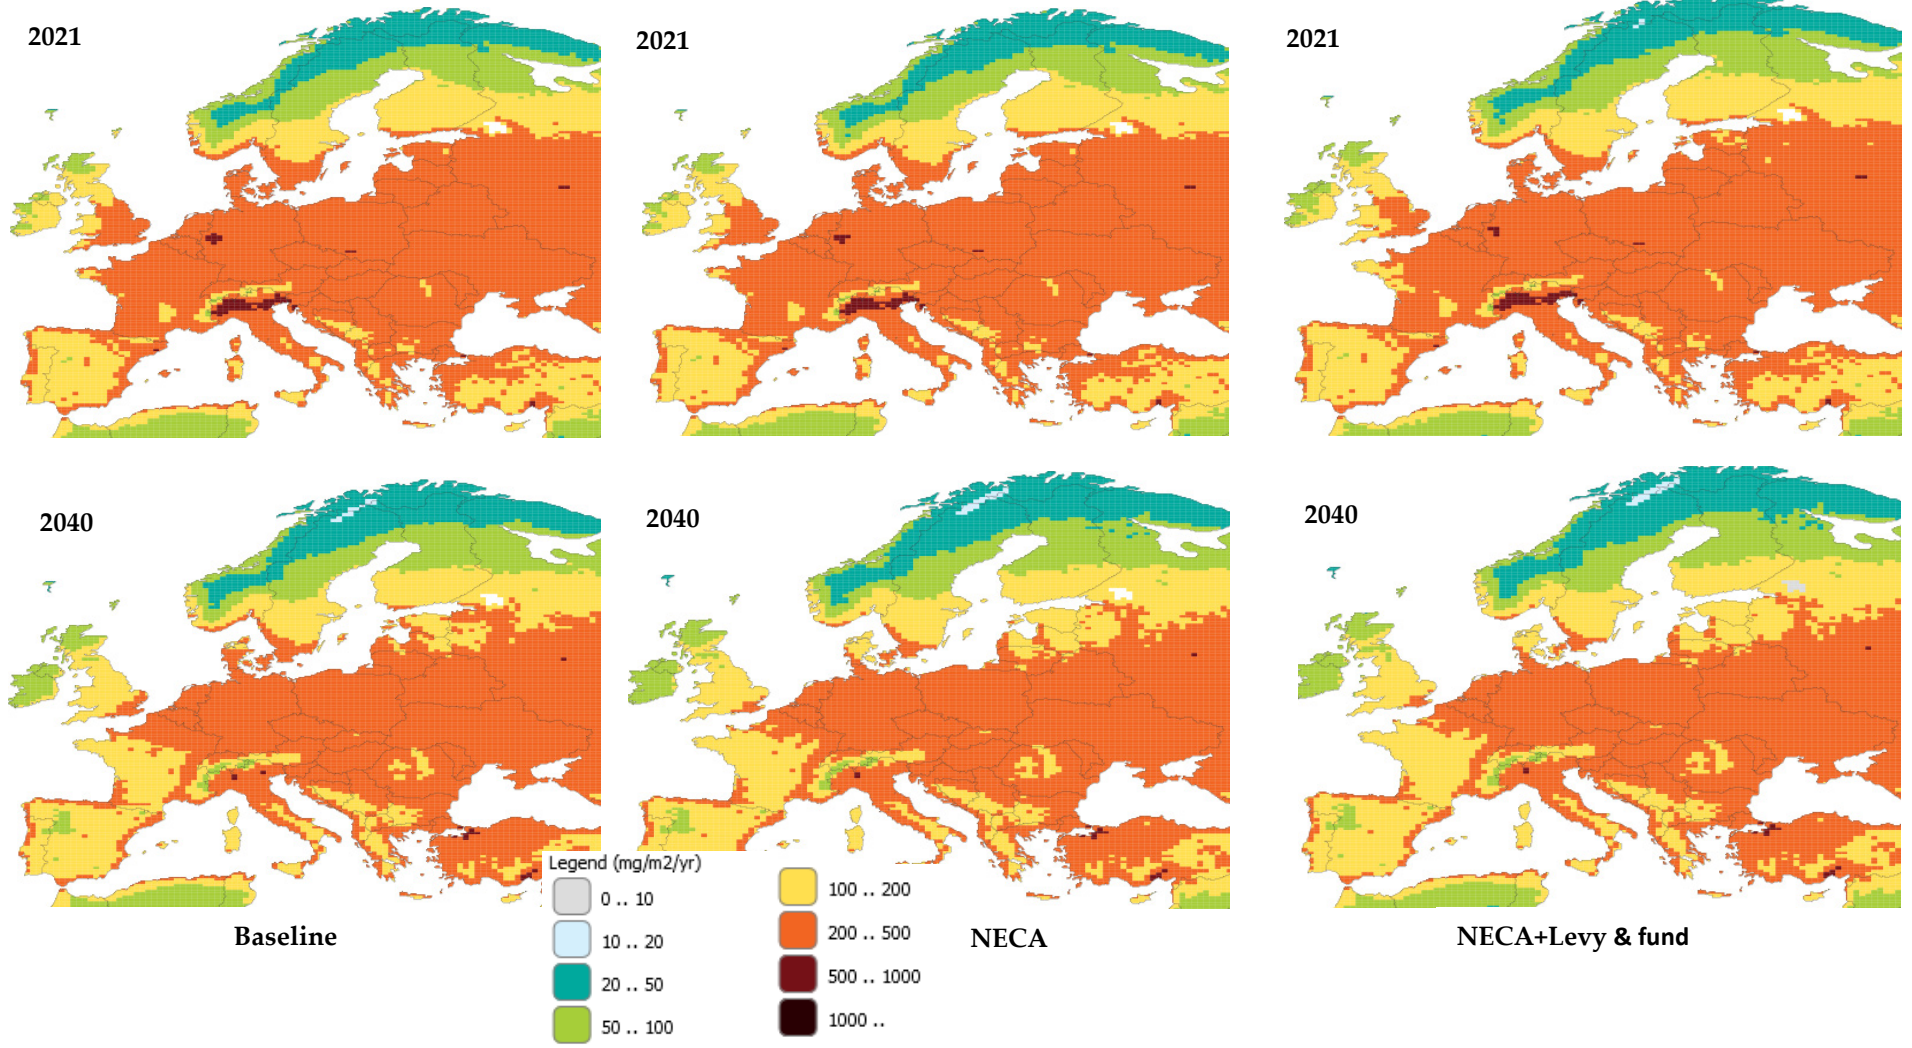 2021
2021
2021
2040
2040
2040
Legend (mg/m2/yr)
0 .. 10
10 .. 20
20 .. 50
50 .. 100
100 .. 200
200 .. 500
500 .. 1000
1000 ..
Baseline
NECA
NECA+Levy & fund